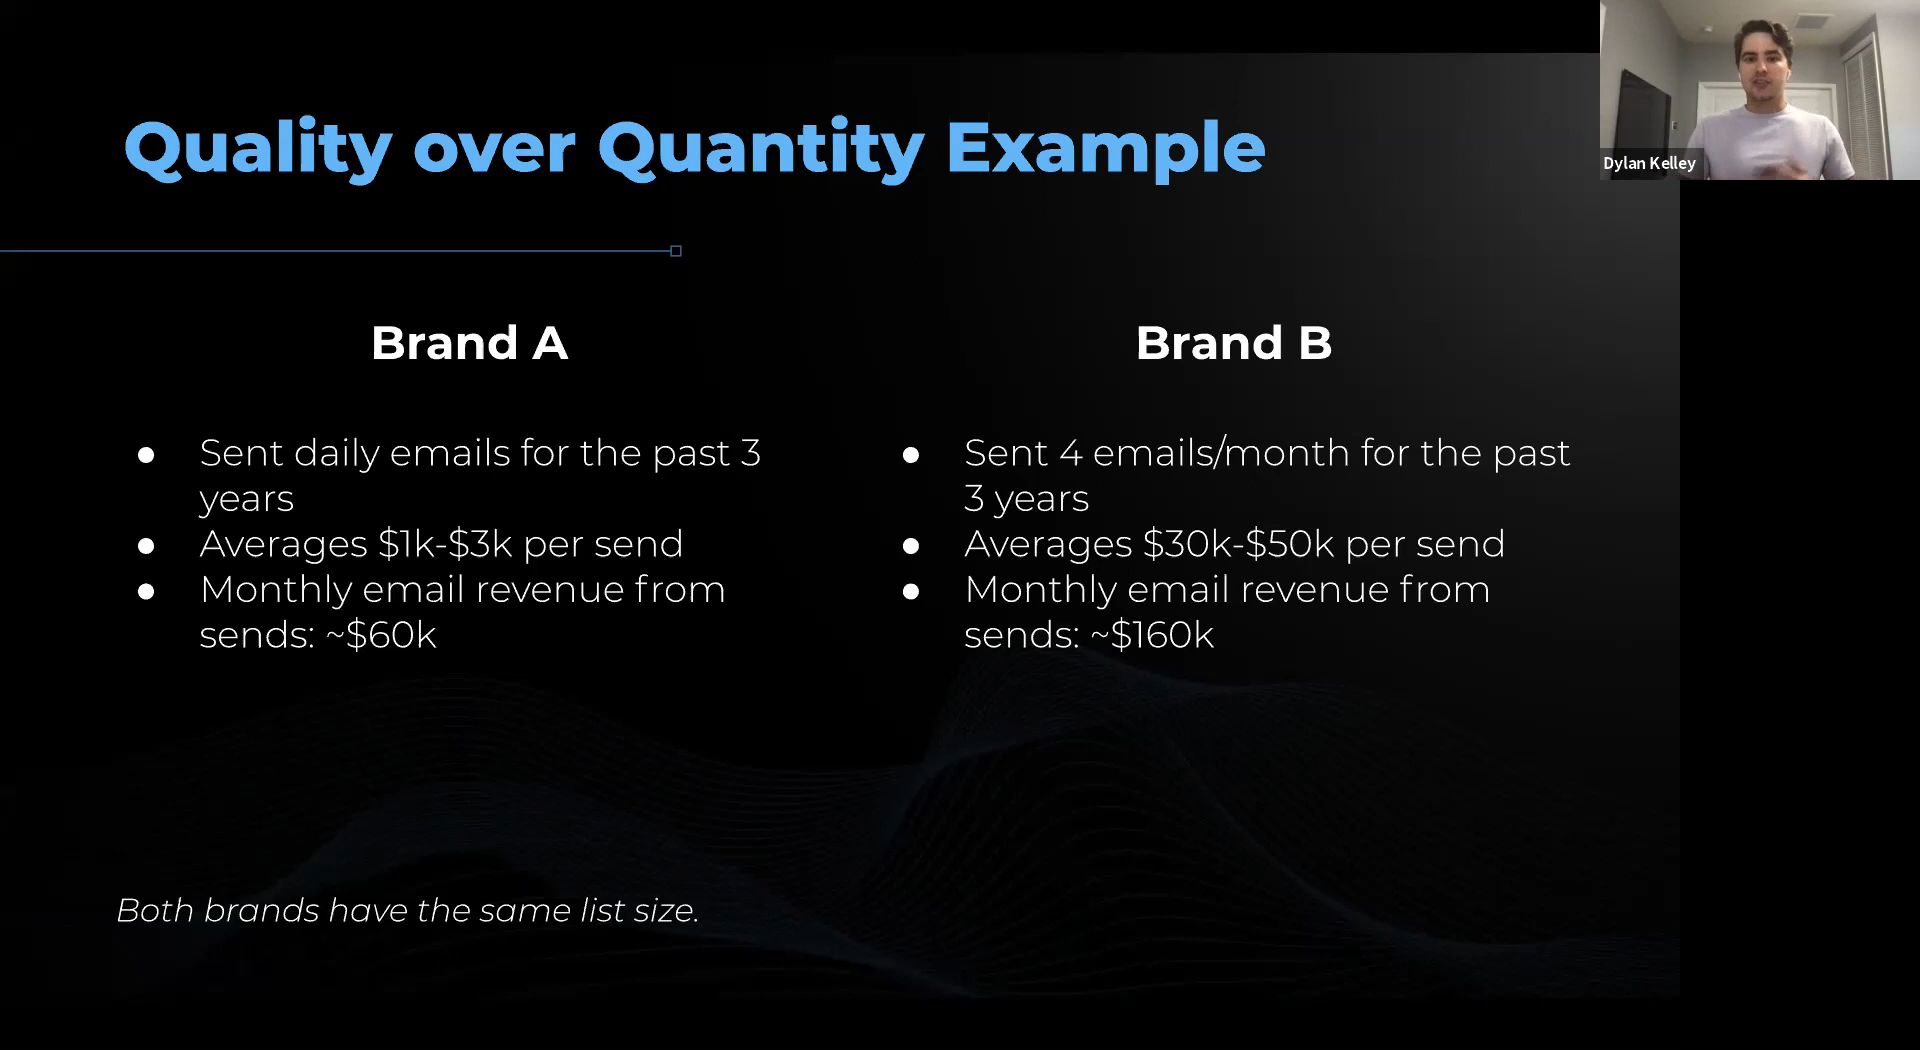 Quality over Quantity Example
Dylan Kelley
Brand A
● Sent daily emails for the past 3
years
● Averages $1k-$3k per send
● Monthly email revenue from
sends: ~$60k
Brand B
● Sent 4 emails/month for the past
3 years
● Averages $30k-$50k per send
● Monthly email revenue from
sends: ~$160k
Both brands have the same list size.